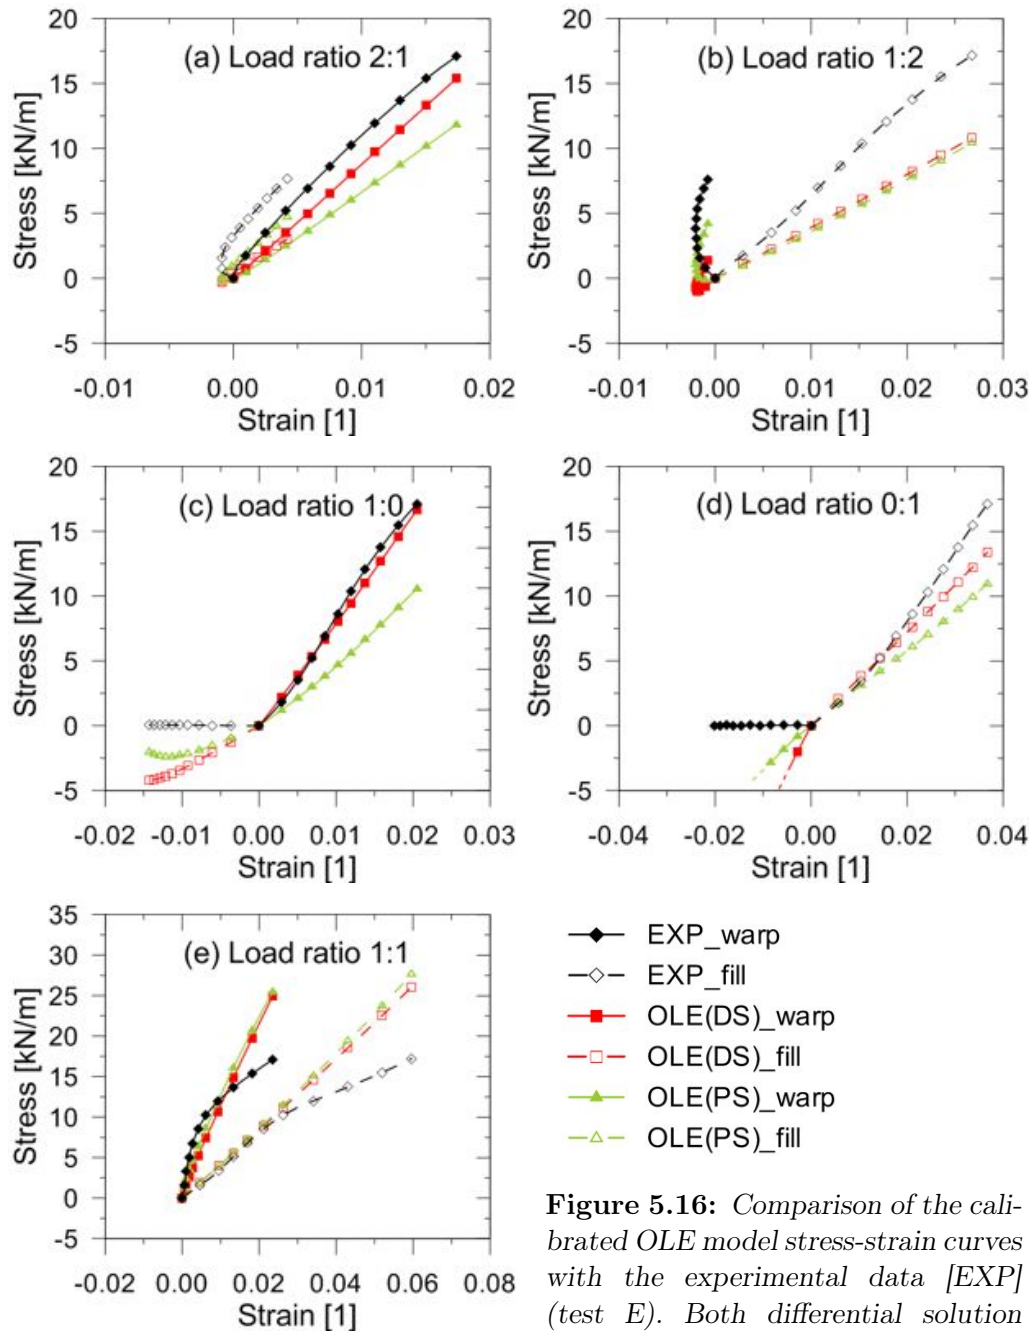 20
15
10
5
0
-5
Stress [kN/m]
(a) Load ratio 2:1
-0.01
0.00
0.01
0.02
Strain [1]
20
15
10
5
0
-5
Stress [kN/m]
(b) Load ratio 1:2
-0.01
0.00
0.01
0.02
0.03
Strain [1]
20
15
10
5
0
-5
Stress [kN/m]
(c) Load ratio 1:0
-0.02
-0.01
0.00
0.01
0.02
0.03
Strain [1]
20
15
10
5
0
-5
Stress [kN/m]
(d) Load ratio 0:1
-0.04
-0.02
0.00
0.02
0.04
Strain [1]
35
30
25
20
15
10
5
0
-5
Stress [kN/m]
(e) Load ratio 1:1
-0.02
0.00
0.02
0.04
0.06
0.08
Strain [1]
EXP_warp
EXP_fill
OLE(DS)_warp
OLE(DS)_fill
OLE(PS)_warp
OLE(PS)_fill
Figure 5.16: Comparison of the cali-
brated OLE model stress-strain curves
with the experimental data [EXP]
(test E). Both differential solution